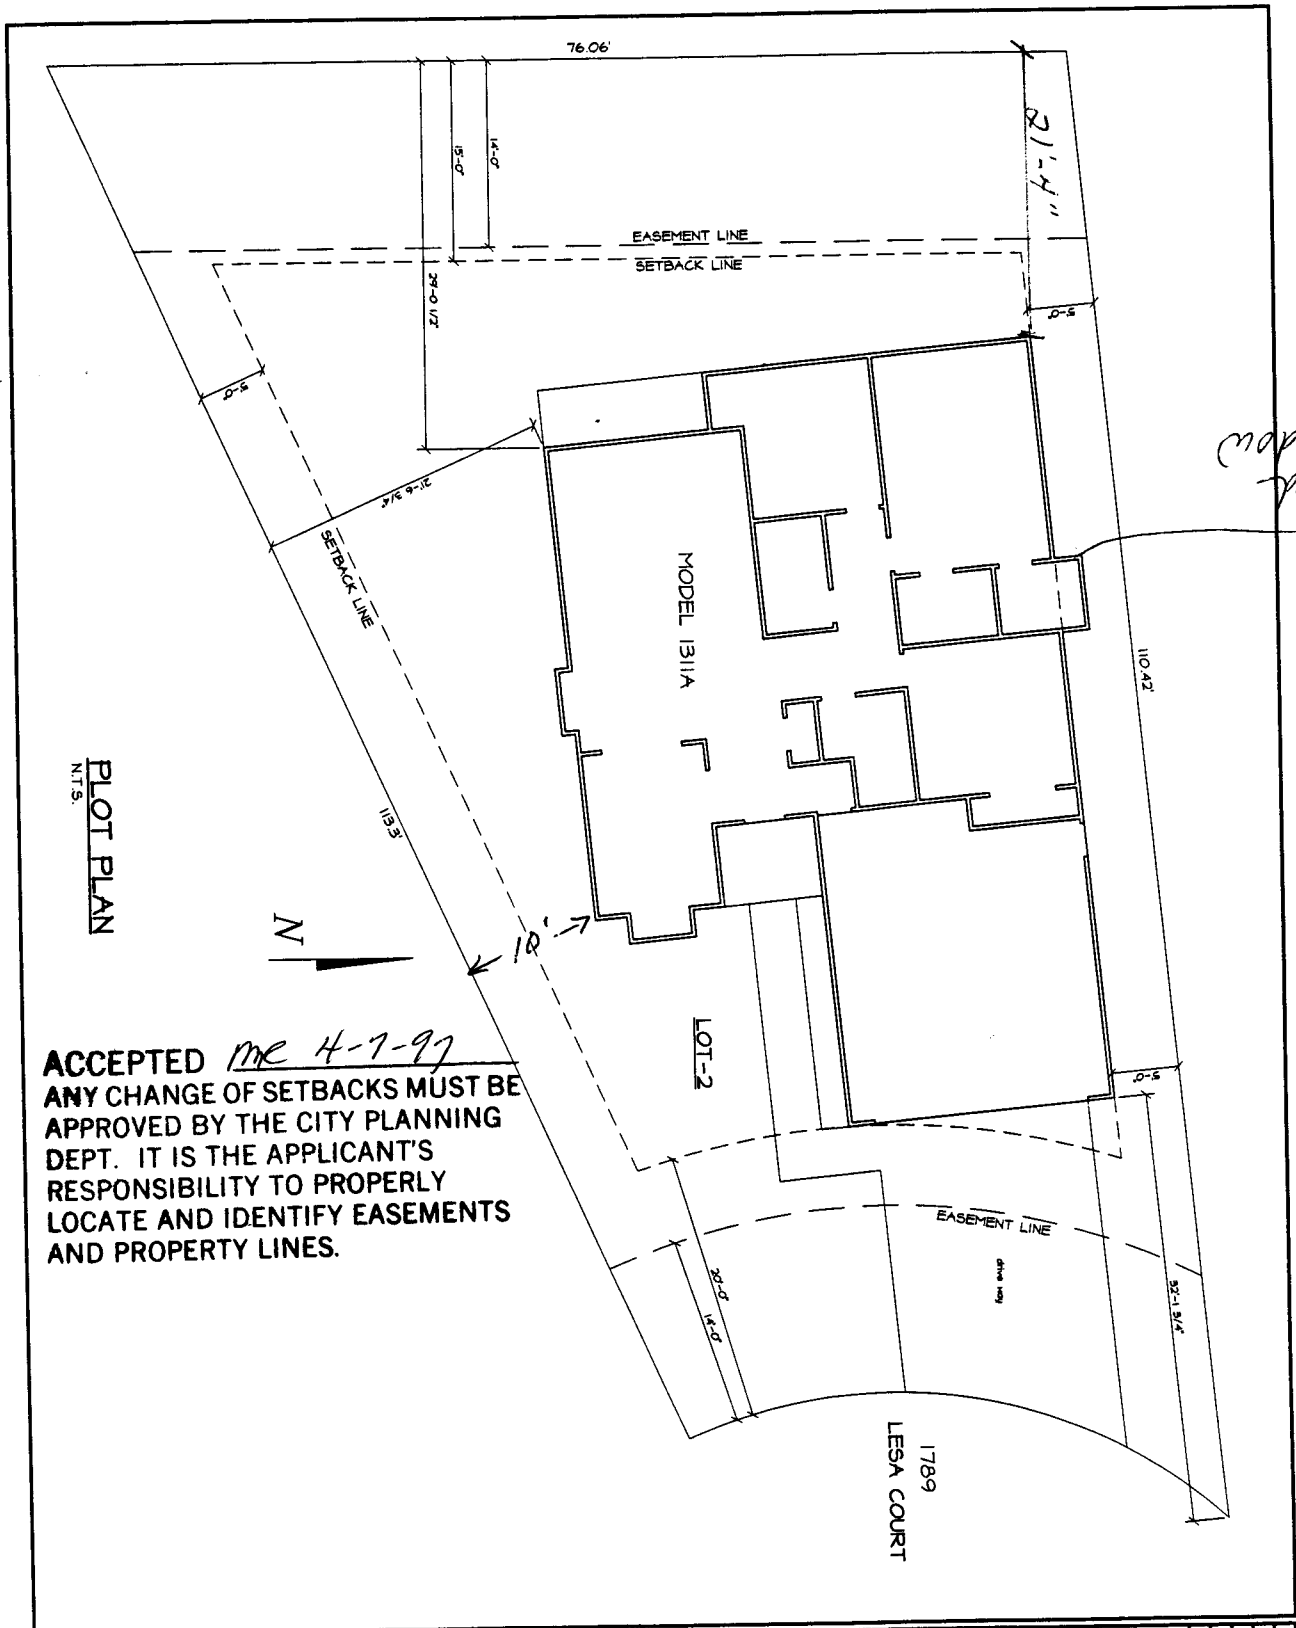 76.06'
21'-4"
14'-0"
15'-0"
EASEMENT LINE
SETBACK LINE
29'-0 1/2"
5'-0"
5'-0"
21'-6 3/4"
SETBACK LINE
MODEL 1311A
110.42'
113.3'
PLOT PLAN
N.T.S.
N
10'
LOT-2
5'-0"
ACCEPTED mc 4-7-97
ANY CHANGE OF SETBACKS MUST BE
APPROVED BY THE CITY PLANNING
DEPT. IT IS THE APPLICANT'S
RESPONSIBILITY TO PROPERLY
LOCATE AND IDENTIFY EASEMENTS
AND PROPERTY LINES.
EASEMENT LINE
drive way
20'-0"
14'-0"
32'-1 3/4"
1789
LESA COURT